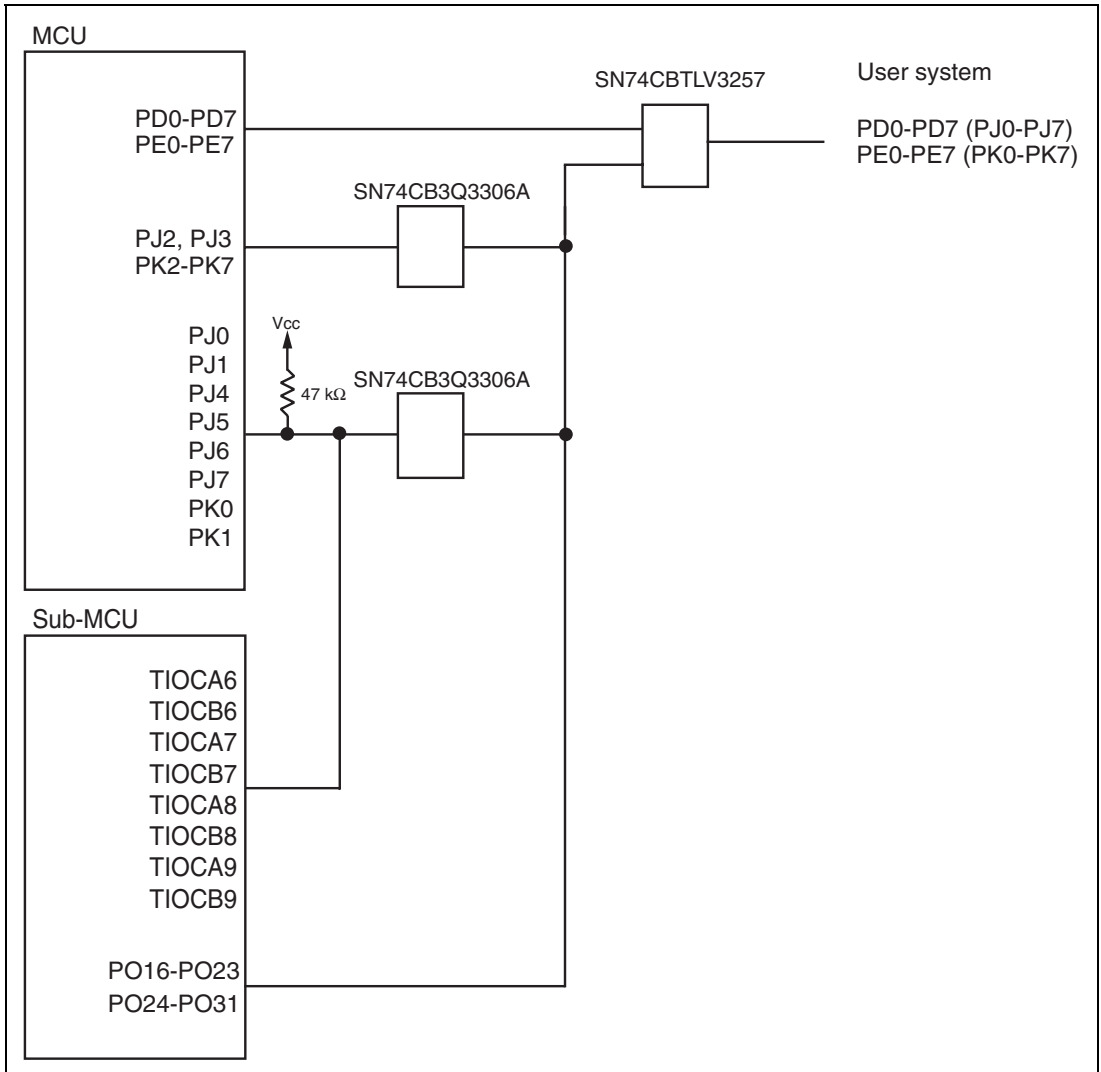 MCU
SN74CBTLV3257
User system
PD0-PD7
PE0-PE7
PD0-PD7 (PJ0-PJ7)
PE0-PE7 (PK0-PK7)
SN74CB3Q3306A
PJ2, PJ3
PK2-PK7
PJ0
PJ1
PJ4
PJ5
PJ6
PJ7
PK0
PK1
Vcc
47 kΩ
SN74CB3Q3306A
Sub-MCU
TIOCA6
TIOCB6
TIOCA7
TIOCB7
TIOCA8
TIOCB8
TIOCA9
TIOCB9
PO16-PO23
PO24-PO31